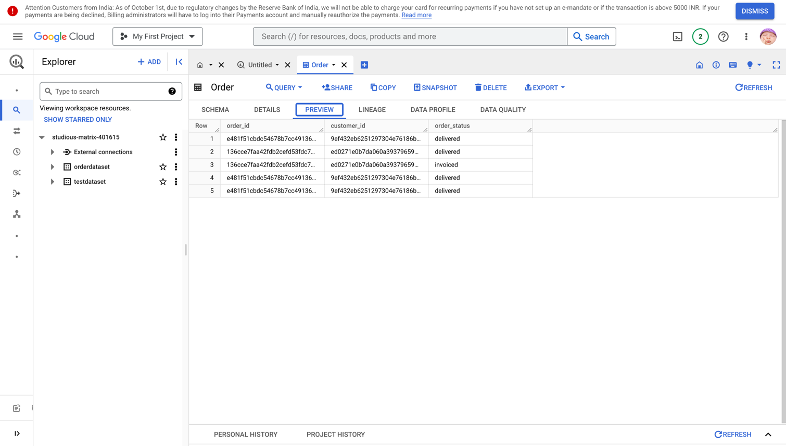 Attention Customers from India: As of October 1st, due to regulatory changes by the Reserve Bank of India, we will not be able to charge your card for recurring payments if you have not set up an e-mandate or if the transaction is above 5000 INR. If your
payments are being declined, Billing administrators will have to log into their Payments account and manually reauthorize the payments. Read more
DISMISS
Google Cloud
My First Project
Search (/) for resources, docs, products and more
Search
2
Explorer
+ ADD
Type to search
Viewing workspace resources.
SHOW STARRED ONLY
studious-matrix-401615
External connections
orderdataset
testdataset
Untitled
Order
Order
QUERY
SHARE
COPY
SNAPSHOT
DELETE
EXPORT
REFRESH
SCHEMA
DETAILS
PREVIEW
LINEAGE
DATA PROFILE
DATA QUALITY
Row order_id customer_id order_status
1 e481f51cbdc54678b7cc49136... 9ef432eb6251297304e76186b... delivered
2 136cce7faa42fdb2cefd53fdc7... ed0271e0b7da060a39379659... delivered
3 136cce7faa42fdb2cefd53fdc7... ed0271e0b7da060a39379659... invoiced
4 e481f51cbdc54678b7cc49136... 9ef432eb6251297304e76186b... delivered
5 e481f51cbdc54678b7cc49136... 9ef432eb6251297304e76186b... delivered
PERSONAL HISTORY
PROJECT HISTORY
REFRESH